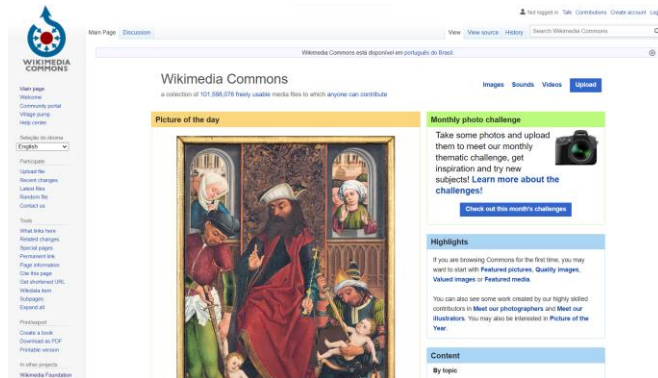 Not logged in Talk Contributions Create account Log
Main Page Discussion View View source History Search Wikimedia Commons
Wikimedia Commons está disponível em português do Brasil.
WIKIMEDIA
COMMONS
Main page
Welcome
Community portal
Village pump
Help center
Seleção do idioma
English
Participate
Upload file
Recent changes
Latest files
Random file
Contact us
Tools
What links here
Related changes
Special pages
Permanent link
Page information
Cite this page
Get shortened URL
Wikidata item
Subpages
Expand all
Print/export
Create a book
Download as PDF
Printable version
In other projects
Wikimedia Foundation
Wikimedia Commons
a collection of 101,598,076 freely usable media files to which anyone can contribute
Images Sounds Videos Upload
Picture of the day
Monthly photo challenge
Take some photos and upload
them to meet our monthly
thematic challenge, get
inspiration and try new
subjects! Learn more about the
challenges!
Check out this month's challenges
Highlights
If you are browsing Commons for the first time, you may
want to start with Featured pictures, Quality images,
Valued images or Featured media.
You can also see some work created by our highly skilled
contributors in Meet our photographers and Meet our
illustrators. You may also be interested in Picture of the
Year.
Content
By topic